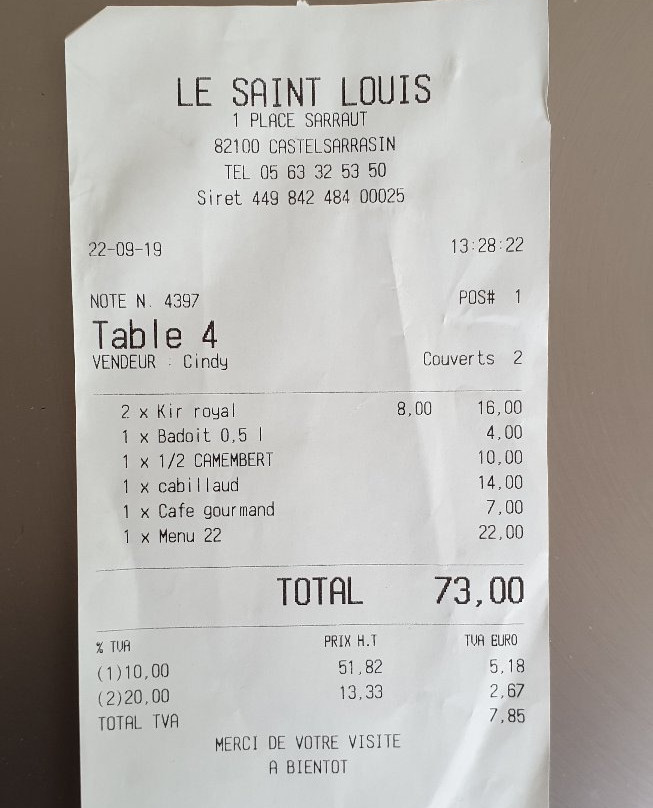 LE SAINT LOUIS
1 PLACE SARRAUT
82100 CASTELSARRASIN
TEL 05 63 32 53 50
Siret 449 842 484 00025
22-09-19 13:28:22
NOTE N. 4397 POS# 1
Table 4
VENDEUR : Cindy Couverts 2
2 x Kir royal 8,00 16,00
1 x Badoit 0,5 l 4,00
1 x 1/2 CAMEMBERT 10,00
1 x cabillaud 14,00
1 x Cafe gourmand 7,00
1 x Menu 22 22,00
TOTAL 73,00
% TVA PRIX H.T TVA EURO
(1)10,00 51,82 5,18
(2)20,00 13,33 2,67
TOTAL TVA 7,85
MERCI DE VOTRE VISITE
A BIENTOT